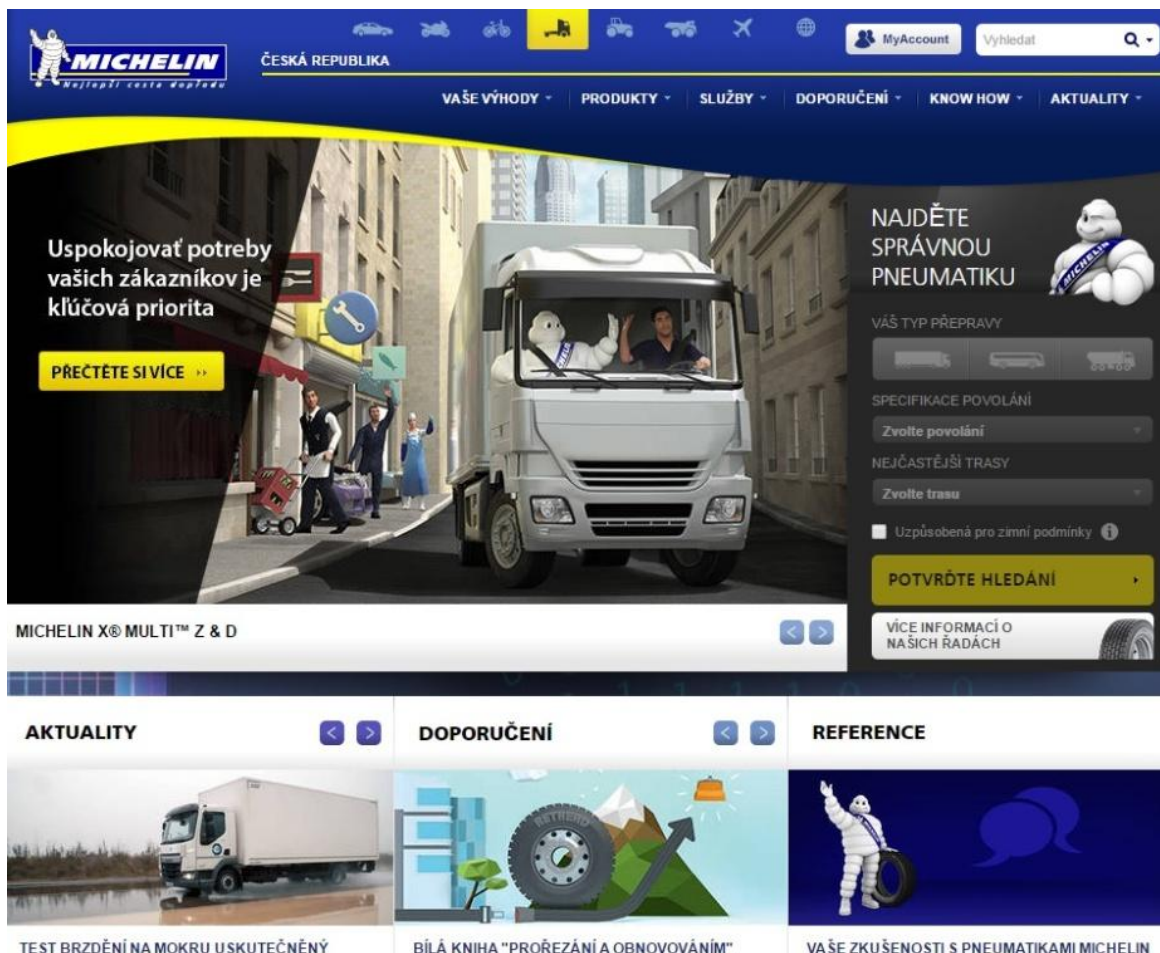 MICHELIN
Nejlepší cesta dopředu
ČESKÁ REPUBLIKA
MyAccount
Vyhledat
VAŠE VÝHODY
PRODUKTY
SLUŽBY
DOPORUČENÍ
KNOW HOW
AKTUALITY
Uspokojovať potreby
vašich zákazníkov je
kľúčová priorita
PŘEČTĚTE SI VÍCE
NAJDĚTE
SPRÁVNOU
PNEUMATIKU
MICHELIN
VÁŠ TYP PŘEPRAVY
SPECIFIKACE POVOLÁNÍ
Zvolte povolání
NEJČASTĚJŠÍ TRASY
Zvolte trasu
Uzpůsobená pro zimní podmínky
POTVRĎTE HLEDÁNÍ
VÍCE INFORMACÍ O
NAŠICH ŘADÁCH
MICHELIN X® MULTI™ Z & D
AKTUALITY
DOPORUČENÍ
REFERENCE
RETREAD
TEST BRZDĚNÍ NA MOKRU USKUTEČNĚNÝ
BÍLÁ KNIHA "PROŘEZÁNÍ A OBNOVOVÁNÍM"
VAŠE ZKUŠENOSTI S PNEUMATIKAMI MICHELIN